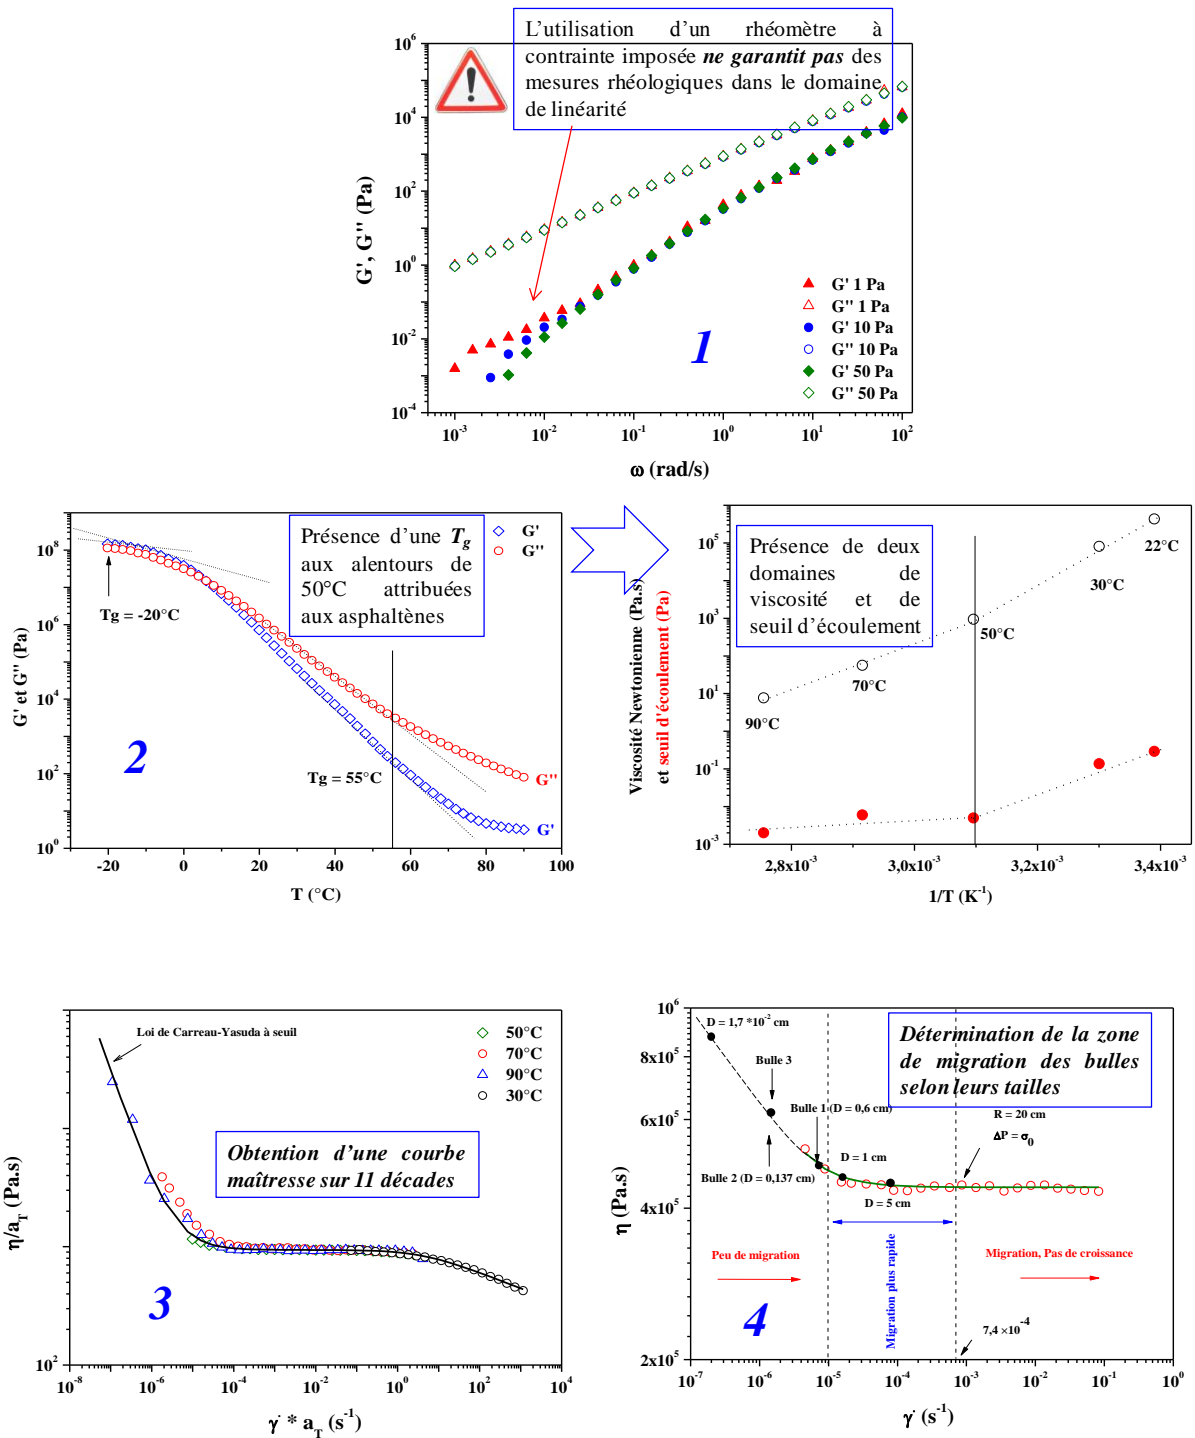 L'utilisation d'un rhéomètre à
contrainte imposée ne garantit pas des
mesures rhéologiques dans le domaine
de linéarité
10^6
10^4
10^2
10^0
10^-2
10^-4
G', G'' (Pa)
G' 1 Pa
G'' 1 Pa
G' 10 Pa
G'' 10 Pa
G' 50 Pa
G'' 50 Pa
1
10^-3
10^-2
10^-1
10^0
10^1
10^2
ω (rad/s)
Présence d'une Tg
aux alentours de
50°C attribuées
aux asphaltènes
G'
G''
10^8
10^6
10^4
10^2
10^0
G' et G'' (Pa)
Tg = -20°C
2
Tg = 55°C
G''
G'
-20
0
20
40
60
80
100
T (°C)
Présence de deux
domaines de
viscosité et de
seuil d'écoulement
10^5
10^3
10^1
10^-1
10^-3
Viscosité Newtonienne (Pa.s)
et seuil d'écoulement (Pa)
22°C
30°C
50°C
70°C
90°C
2,8x10^-3
3,0x10^-3
3,2x10^-3
3,4x10^-3
1/T (K^-1)
Loi de Carreau-Yasuda à seuil
50°C
70°C
90°C
30°C
Obtention d'une courbe
maîtresse sur 11 décades
η/a_T (Pa.s)
3
10^2
10^-8
10^-6
10^-4
10^-2
10^0
10^2
10^4
γ̇ * a_T (s^-1)
10^6
8x10^5
6x10^5
4x10^5
2x10^5
η (Pa.s)
D = 1,7 *10^-2 cm
Détermination de la zone
de migration des bulles
selon leurs tailles
Bulle 3
Bulle 1 (D = 0,6 cm)
R = 20 cm
ΔP = σ_0
D = 1 cm
Bulle 2 (D = 0,137 cm)
D = 5 cm
Peu de migration
Migration plus rapide
Migration, Pas de croissance
4
7,4 ×10^-4
10^-7
10^-6
10^-5
10^-4
10^-3
10^-2
10^-1
10^0
γ̇ (s^-1)